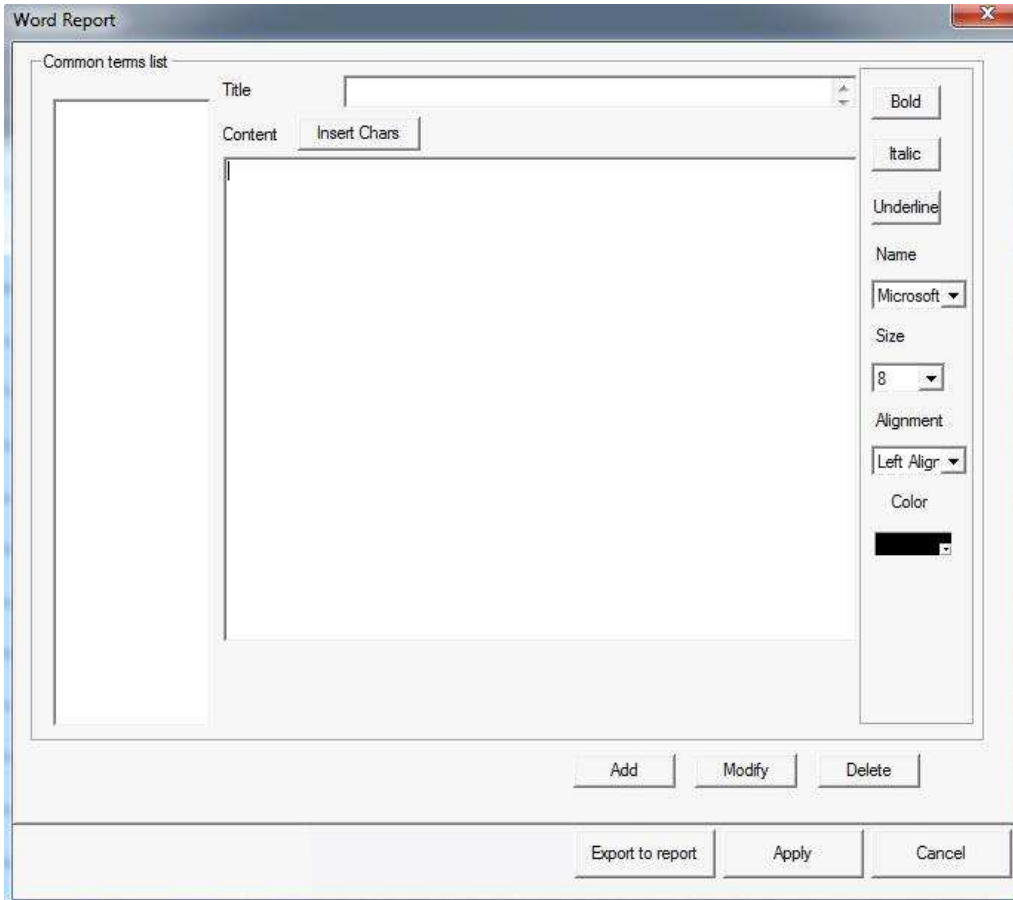 Word Report
Common terms list
Title
Content
Insert Chars
Bold
Italic
Underline
Name
Microsoft
Size
8
Alignment
Left Aligr
Color
Add
Modify
Delete
Export to report
Apply
Cancel